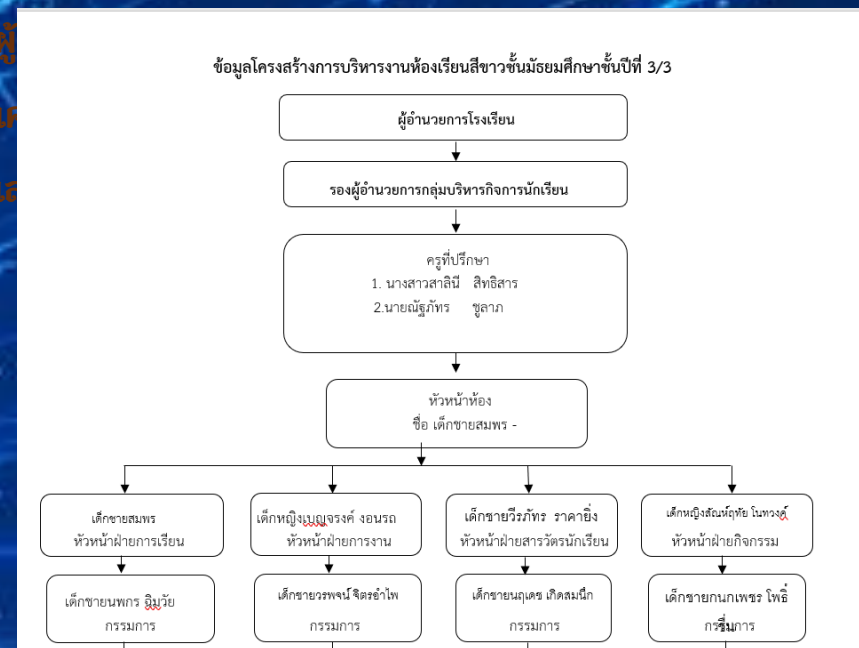 ข้อมูลโครงสร้างการบริหารงานห้องเรียนสีขาวชั้นมัธยมศึกษาชั้นปีที่ 3/3
ผู้อำนวยการโรงเรียน
รองผู้อำนวยการกลุ่มบริหารกิจการนักเรียน
ครูที่ปรึกษา
1. นางสาวสาลินี สิทธิสาร
2.นายณัฐภัทร ชูลาภ
หัวหน้าห้อง
ชื่อ เด็กชายสมพร -
เด็กชายสมพร
หัวหน้าฝ่ายการเรียน
เด็กหญิงเบญจรงค์ งอนรถ
หัวหน้าฝ่ายการงาน
เด็กชายวีรภัทร ราคายิ่ง
หัวหน้าฝ่ายสารวัตรนักเรียน
เด็กหญิงสัณห์ฤทัย โนทวงค์
หัวหน้าฝ่ายกิจกรรม
เด็กชายนพกร ฉิมวัย
กรรมการ
เด็กชายวรพจน์ จิตรอำไพ
กรรมการ
เด็กชายนฤเดช เกิดสมนึก
กรรมการ
เด็กชายกนกเพชร โพธิ์
ชื่น
กรรมการ